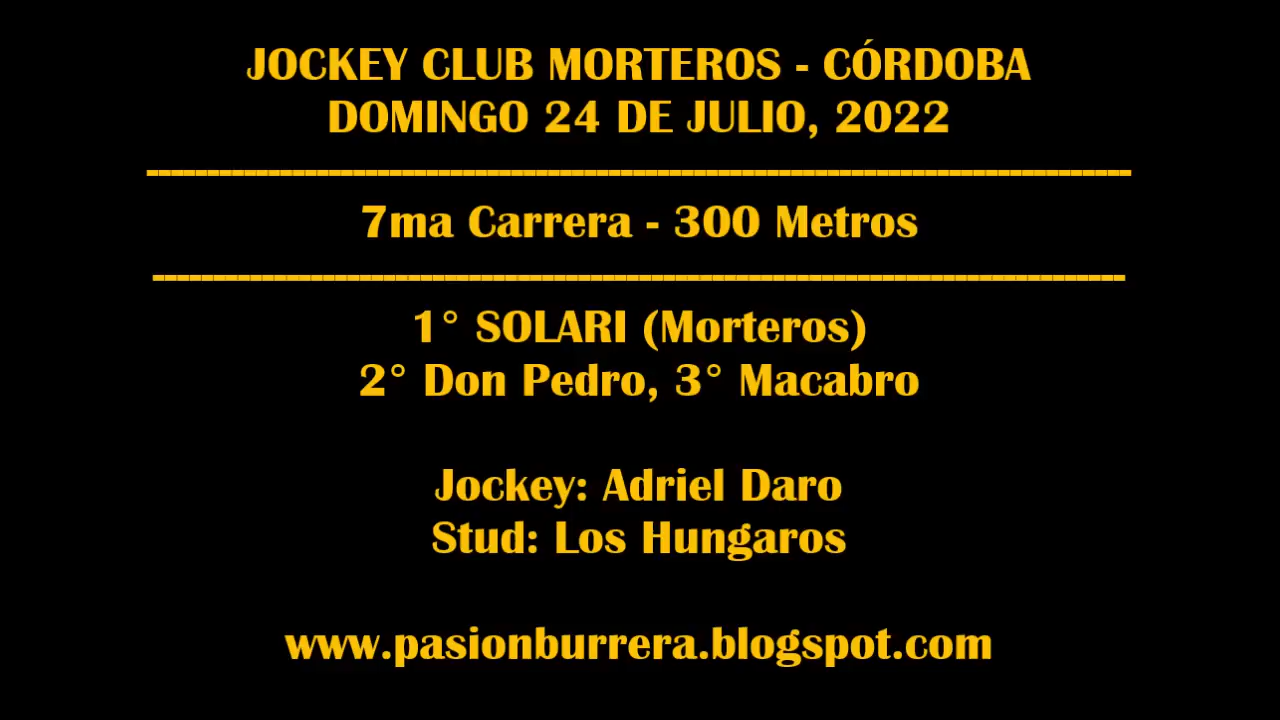 JOCKEY CLUB MORTEROS - CÓRDOBA
DOMINGO 24 DE JULIO, 2022
7ma Carrera - 300 Metros
1° SOLARI (Morteros)
2° Don Pedro, 3° Macabro
Jockey: Adriel Daro
Stud: Los Hungaros
www.pasionburrera.blogspot.com